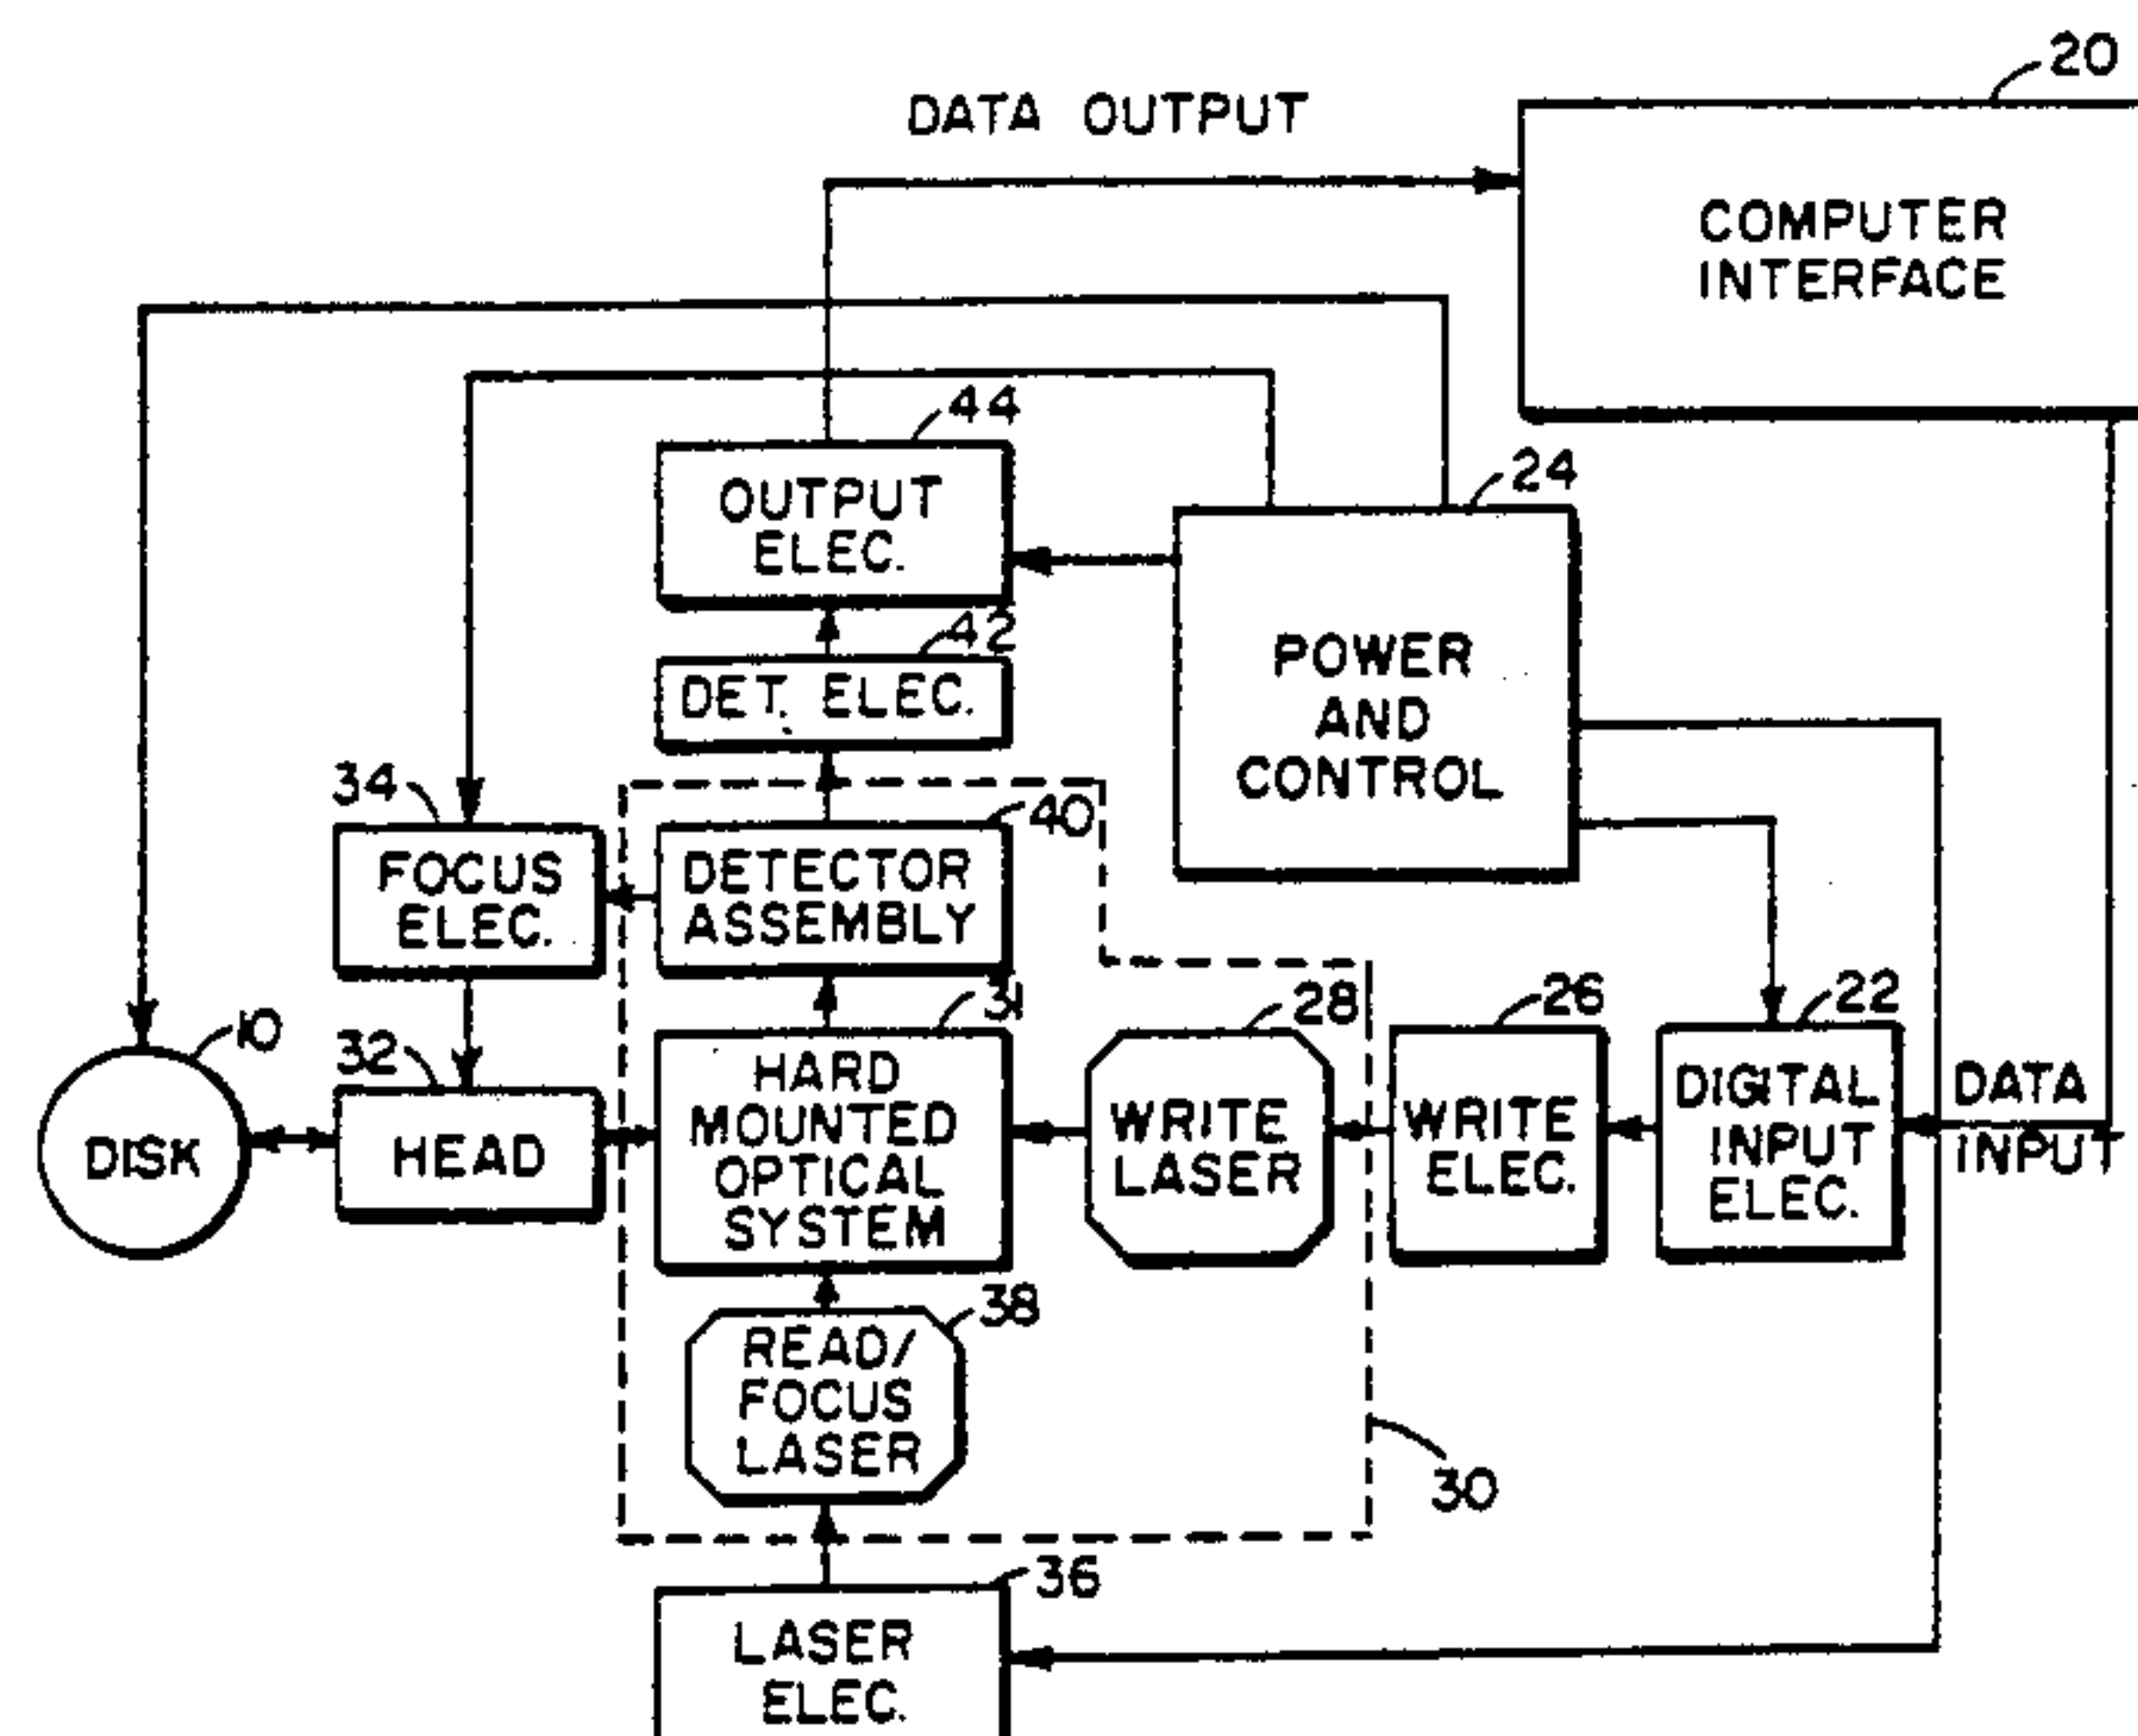 20
DATA OUTPUT
COMPUTER
INTERFACE
44
OUTPUT
ELEC.
24
42
DET. ELEC.
POWER
AND
CONTROL
34
40
FOCUS
ELEC.
DETECTOR
ASSEMBLY
10
32
31
28
26
22
DISK
HEAD
HARD
MOUNTED
OPTICAL
SYSTEM
WRITE
LASER
WRITE
ELEC.
DIGITAL
INPUT
ELEC.
DATA
INPUT
38
READ/
FOCUS
LASER
30
36
LASER
ELEC.